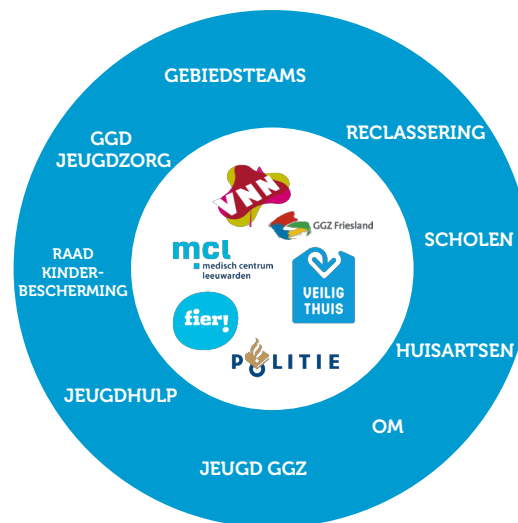 GEBIEDSTEAMS
RECLASSERING
GGD
JEUGDZORG
VNN
GGZ Friesland
SCHOLEN
mcl
medisch centrum
leeuwarden
RAAD
KINDER-
BESCHERMING
VEILIG
THUIS
fier!
HUISARTSEN
POLITIE
JEUGDHULP
OM
JEUGD GGZ